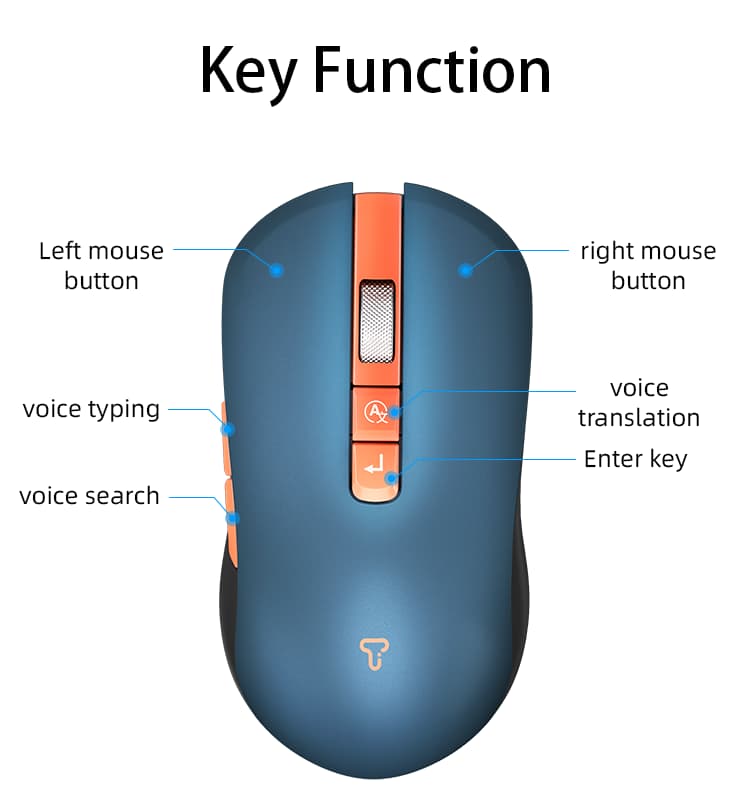 Key Function
Left mouse
button
right mouse
button
voice typing
voice
translation
Enter key
voice search